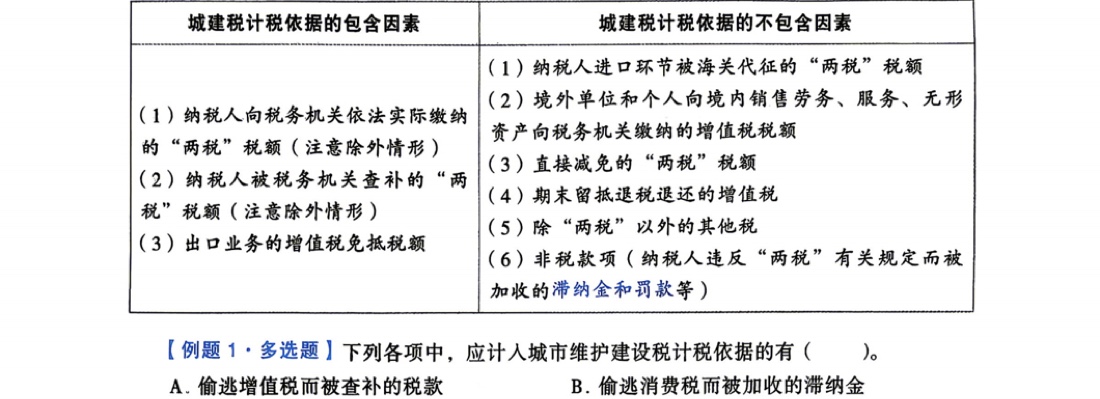 城建税计税依据的包含因素
城建税计税依据的不包含因素
(1)纳税人向税务机关依法实际缴纳
的“两税”税额(注意除外情形)
(2)纳税人被税务机关查补的“两
税”税额(注意除外情形)
(3)出口业务的增值税免抵税额
(1)纳税人进口环节被海关代征的“两税”税额
(2)境外单位和个人向境内销售劳务、服务、无形
资产向税务机关缴纳的增值税税额
(3)直接减免的“两税”税额
(4)期末留抵退税退还的增值税
(5)除“两税”以外的其他税
(6)非税款项(纳税人违反“两税”有关规定而被
加收的滞纳金和罚款等)
【例题1·多选题】下列各项中,应计入城市维护建设税计税依据的有( )。
A. 偷逃增值税而被查补的税款 B. 偷逃消费税而被加收的滞纳金